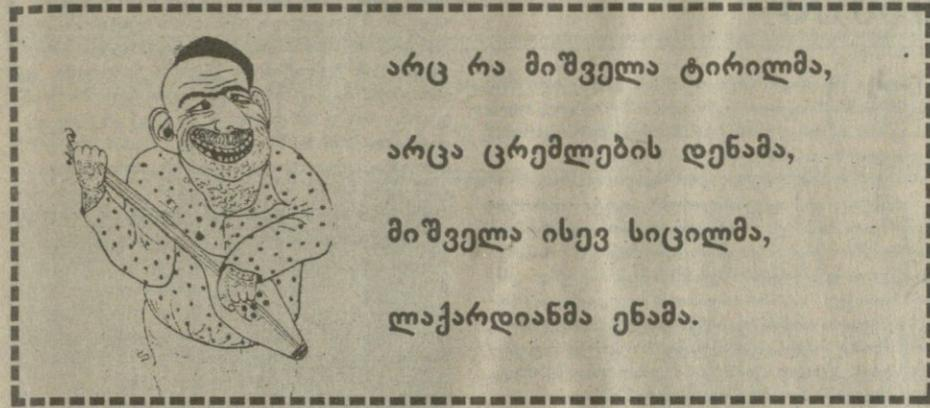 არც რა მიშველა ტირილმა,
არცა ცრემლების დენამა,
მიშველა ისევ სიცილმა,
ლაქარდიანმა ენამა.